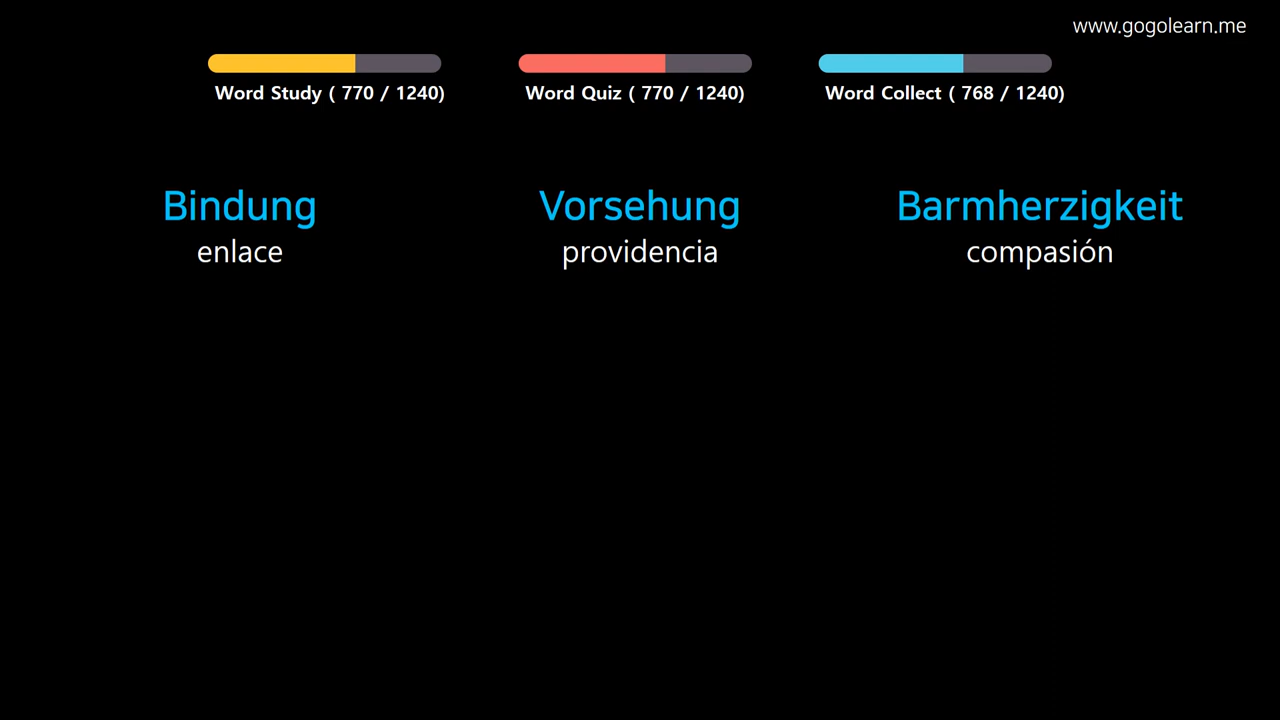 www.gogolearn.me
Word Study ( 770 / 1240)
Word Quiz ( 770 / 1240)
Word Collect ( 768 / 1240)
Bindung
enlace
Vorsehung
providencia
Barmherzigkeit
compasión